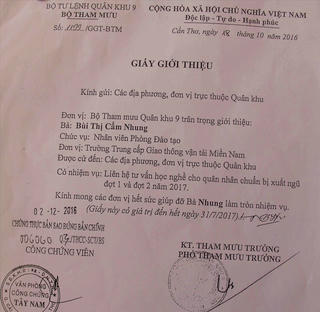 BỘ TƯ LỆNH QUÂN KHU 9
BỘ THAM MƯU
Số: /GGT-BTM
CỘNG HÒA XÃ HỘI CHỦ NGHĨA VIỆT NAM
Độc lập - Tự do - Hạnh phúc
Cần Thơ, ngày 18 tháng 10 năm 2016
GIẤY GIỚI THIỆU
Kính gửi: Các địa phương, đơn vị trực thuộc Quân khu
Đơn vị: Bộ Tham mưu Quân khu 9 trân trọng giới thiệu:
Bà: Bùi Thị Cẩm Nhung
Chức vụ: Nhân viên Phòng Đào tạo
Đơn vị: Trường Trung cấp Giao thông vận tải Miền Nam
Được cử đến: Các địa phương, đơn vị trực thuộc Quân khu
Có nhiệm vụ: Liên hệ tư vấn học nghề cho quân nhân chuẩn bị xuất ngũ
đợt 1 và đợt 2 năm 2017.
Kính mong các đơn vị hết sức giúp đỡ Bà Nhung làm tròn nhiệm vụ.
(Giấy này có giá trị đến hết ngày 31/7/2017)
02-12-2016
CHỨNG THỰC BẢN SAO ĐÚNG BẢN CHÍNH
CÔNG CHỨNG VIÊN
KT. THAM MƯU TRƯỞNG
PHÓ THAM MƯU TRƯỞNG
VĂN PHÒNG
CÔNG CHỨNG
TÂY NAM